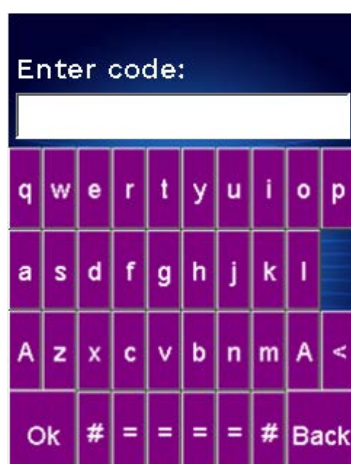 Enter code:
q w e r t y u i o p
a s d f g h j k l
A z x c v b n m A <
Ok # = = = = # Back